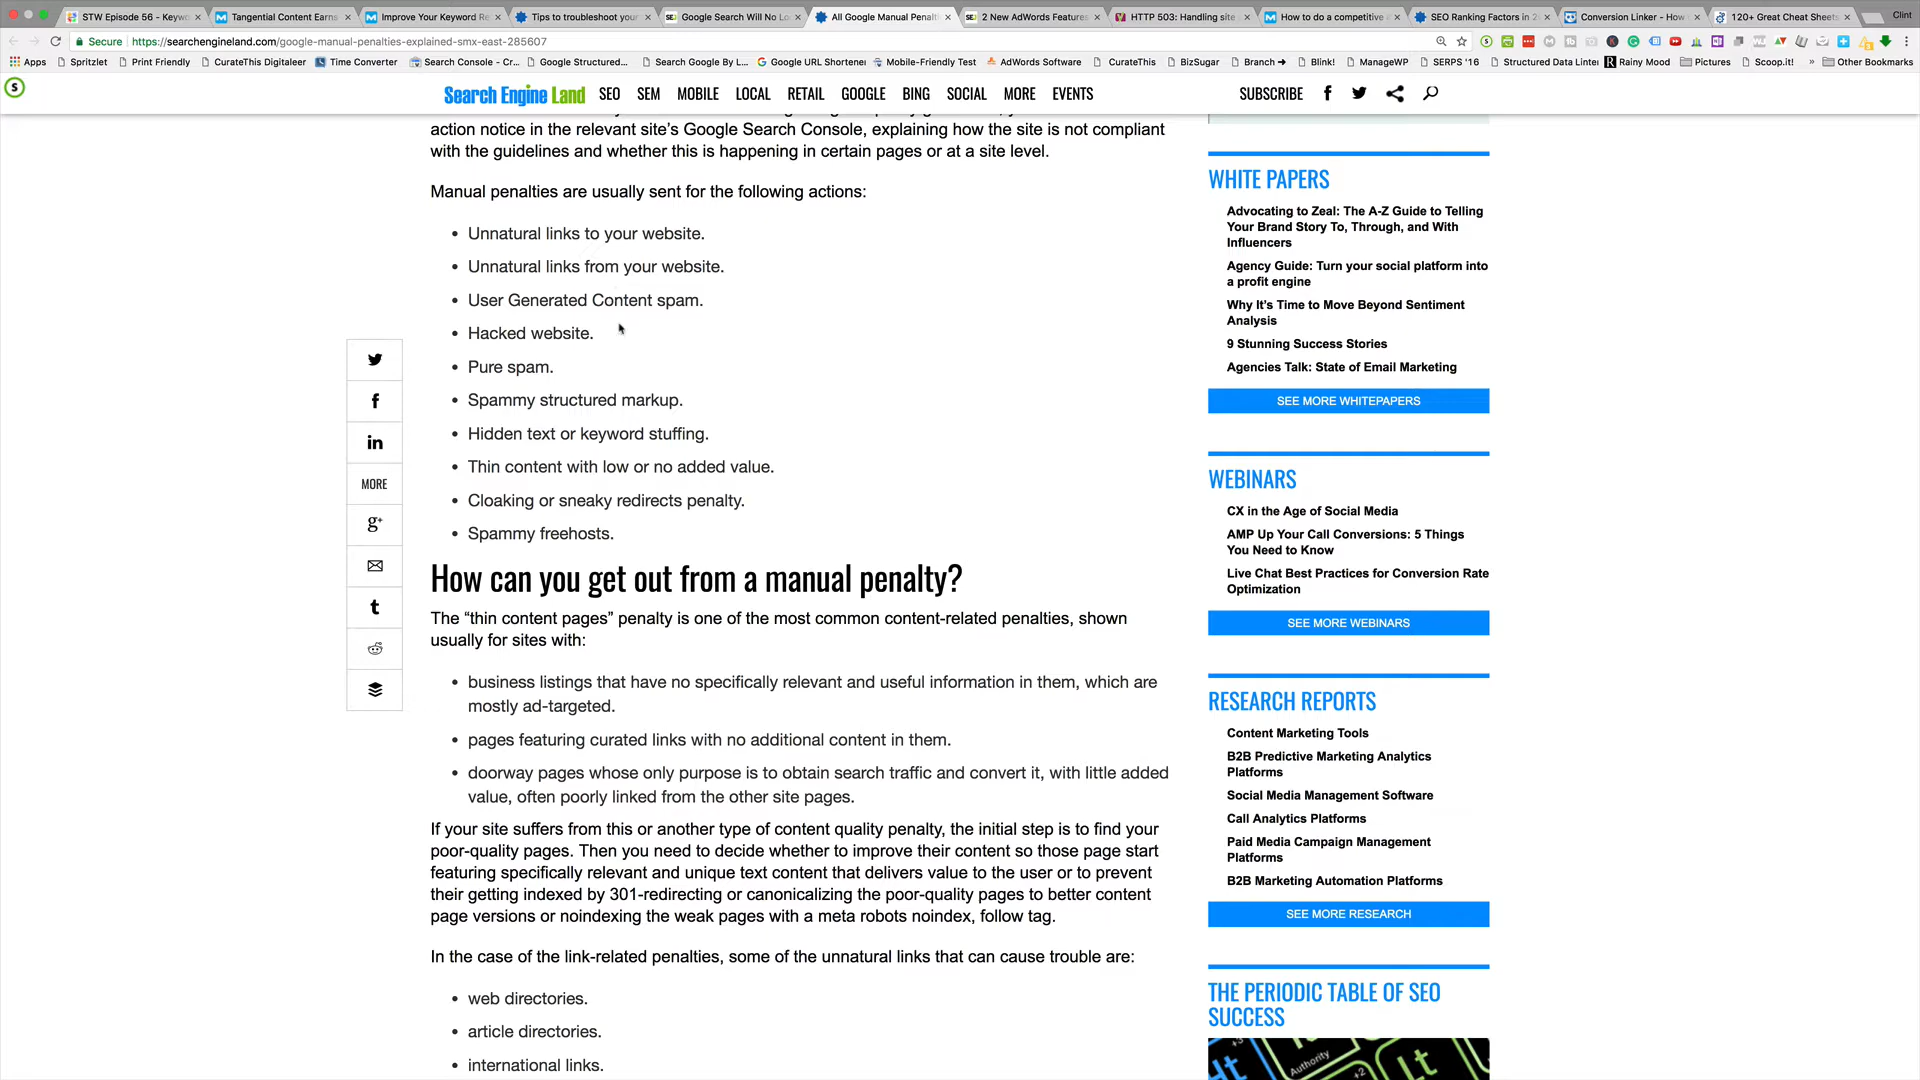 STW Episode 56 - Keyw
Tangential Content Earns
Improve Your Keyword Re
Tips to troubleshoot your
Google Search Will No Lo
All Google Manual Penalt
2 New AdWords Features
HTTP 503: Handling site
How to do a competitive
SEO Ranking Factors in 2
Conversion Linker - How
120+ Great Cheat Sheets
Clint
Secure https://searchengineland.com/google-manual-penalties-explained-smx-east-285607
Apps Spritzlet Print Friendly CurateThis Digitaleer Time Converter Search Console - Cr... Google Structured... Search Google By L... Google URL Shortener Mobile-Friendly Test AdWords Software CurateThis BizSugar Branch Blink! ManageWP SERPS '16 Structured Data Linter Rainy Mood Pictures Scoop.it! » Other Bookmarks
S
Search Engine Land SEO SEM MOBILE LOCAL RETAIL GOOGLE BING SOCIAL MORE EVENTS SUBSCRIBE
action notice in the relevant site's Google Search Console, explaining how the site is not compliant
with the guidelines and whether this is happening in certain pages or at a site level.
Manual penalties are usually sent for the following actions:
• Unnatural links to your website.
• Unnatural links from your website.
• User Generated Content spam.
• Hacked website.
• Pure spam.
• Spammy structured markup.
• Hidden text or keyword stuffing.
• Thin content with low or no added value.
• Cloaking or sneaky redirects penalty.
• Spammy freehosts.
MORE
How can you get out from a manual penalty?
The “thin content pages” penalty is one of the most common content-related penalties, shown
usually for sites with:
• business listings that have no specifically relevant and useful information in them, which are
mostly ad-targeted.
• pages featuring curated links with no additional content in them.
• doorway pages whose only purpose is to obtain search traffic and convert it, with little added
value, often poorly linked from the other site pages.
If your site suffers from this or another type of content quality penalty, the initial step is to find your
poor-quality pages. Then you need to decide whether to improve their content so those page start
featuring specifically relevant and unique text content that delivers value to the user or to prevent
their getting indexed by 301-redirecting or canonicalizing the poor-quality pages to better content
page versions or noindexing the weak pages with a meta robots noindex, follow tag.
In the case of the link-related penalties, some of the unnatural links that can cause trouble are:
• web directories.
• article directories.
• international links.
WHITE PAPERS
Advocating to Zeal: The A-Z Guide to Telling
Your Brand Story To, Through, and With
Influencers
Agency Guide: Turn your social platform into
a profit engine
Why It's Time to Move Beyond Sentiment
Analysis
9 Stunning Success Stories
Agencies Talk: State of Email Marketing
SEE MORE WHITEPAPERS
WEBINARS
CX in the Age of Social Media
AMP Up Your Call Conversions: 5 Things
You Need to Know
Live Chat Best Practices for Conversion Rate
Optimization
SEE MORE WEBINARS
RESEARCH REPORTS
Content Marketing Tools
B2B Predictive Marketing Analytics
Platforms
Social Media Management Software
Call Analytics Platforms
Paid Media Campaign Management
Platforms
B2B Marketing Automation Platforms
SEE MORE RESEARCH
THE PERIODIC TABLE OF SEO
SUCCESS
Ht +3
Authority
+2
Lt